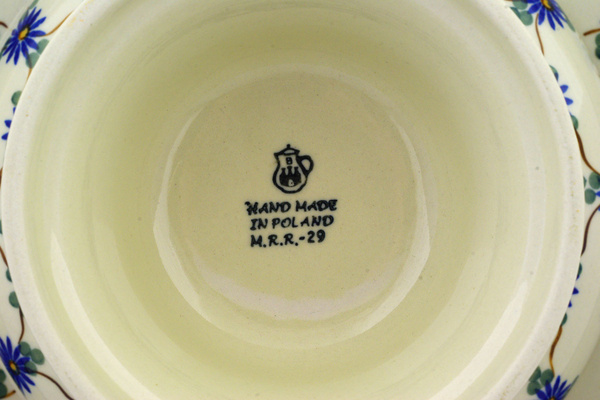 B
HAND MADE
IN POLAND
M.R.R.-29